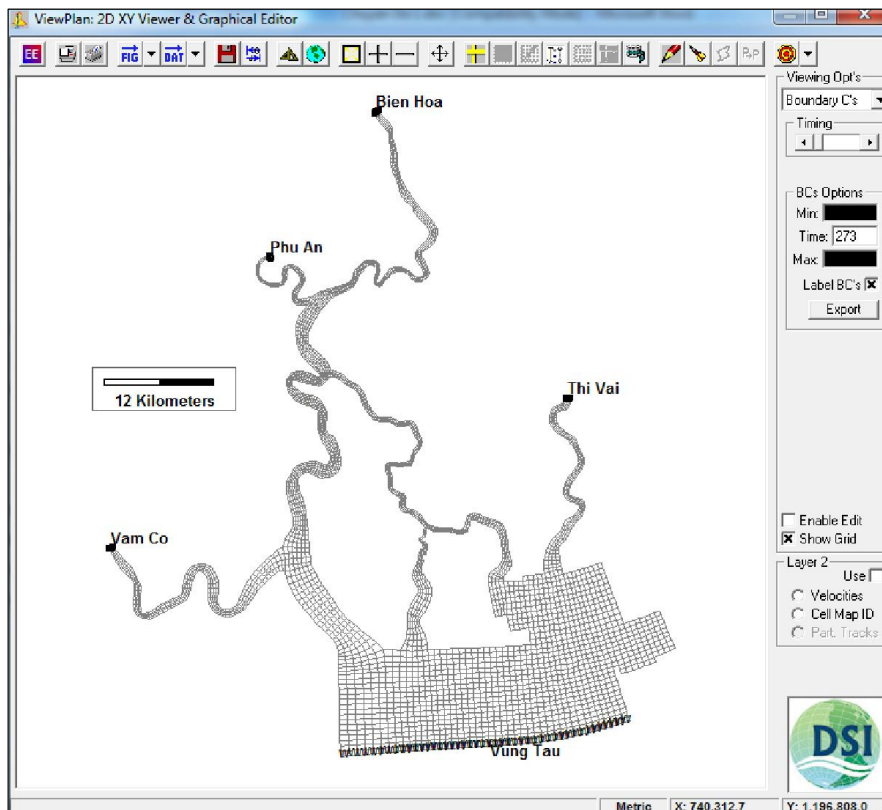 ViewPlan: 2D XY Viewer & Graphical Editor
EE
FIG
DAT
Viewing Opt's
Boundary C's
Timing
BCs Options
Min:
Time: 273
Max:
Label BC's
Export
Bien Hoa
Phu An
12 Kilometers
Thi Vai
Vam Co
Vung Tau
Enable Edit
Show Grid
Layer 2
Use
Velocities
Cell Map ID
Part. Tracks
DSI
Metric
X: 740,312.7
Y: 1,196,808.0